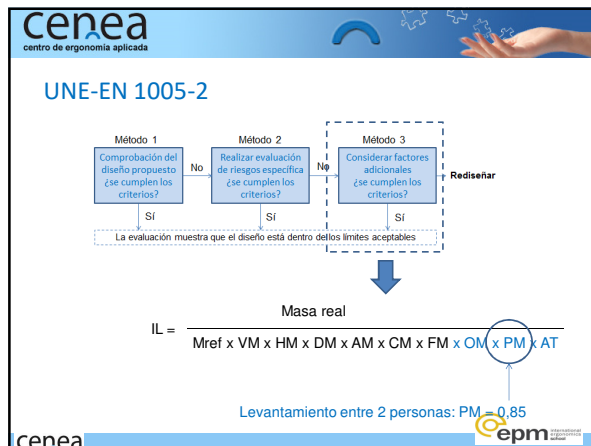 cenea
centro de ergonomía aplicada
UNE-EN 1005-2
Método 1
Método 2
Método 3
Comprobación del
diseño propuesto
¿se cumplen los
criterios?
No
Realizar evaluación
de riesgos específica
¿se cumplen los
criterios?
No
Considerar factores
adicionales
¿se cumplen los
criterios?
Rediseñar
Sí
Sí
Sí
La evaluación muestra que el diseño está dentro de los límites aceptables
Masa real
IL =
Mref x VM x HM x DM x AM x CM x FM x OM x PM x AT
Levantamiento entre 2 personas: PM = 0,85
cenea
epm international
ergonomics
school